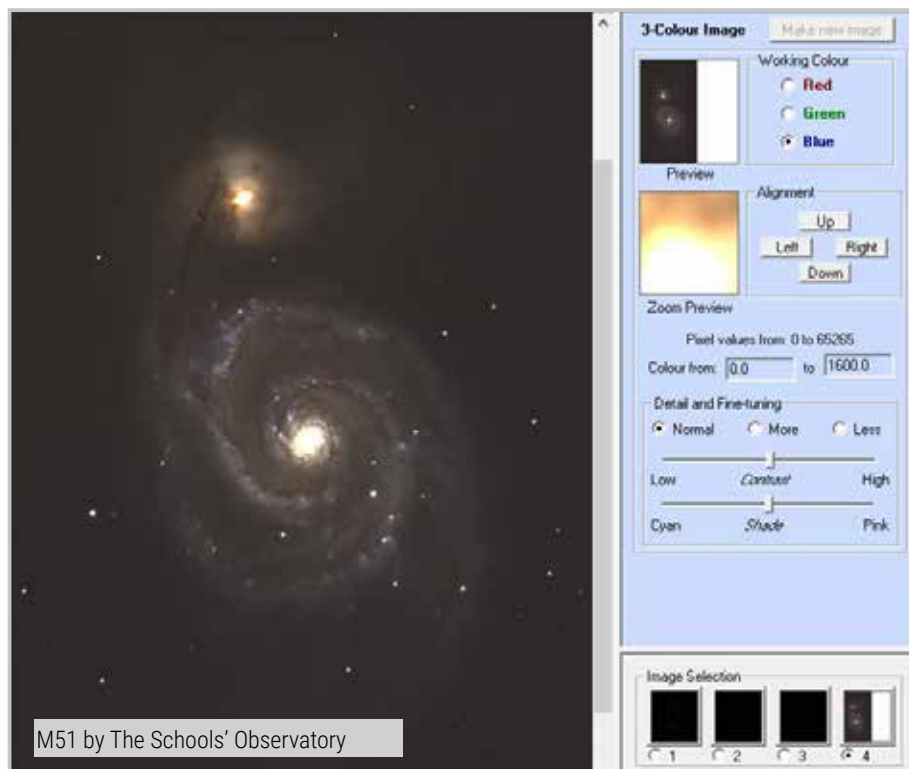 3-Colour Image
Make new image
Working Colour
Red
Green
Blue
Preview
Alignment
Up
Left
Right
Down
Zoom Preview
Pixel values from: 0 to 65265
Colour from: 0.0 to 1600.0
Detail and Fine-tuning
Normal More Less
Low Contrast High
Cyan Shade Pink
Image Selection
1 2 3 4
M51 by The Schools' Observatory